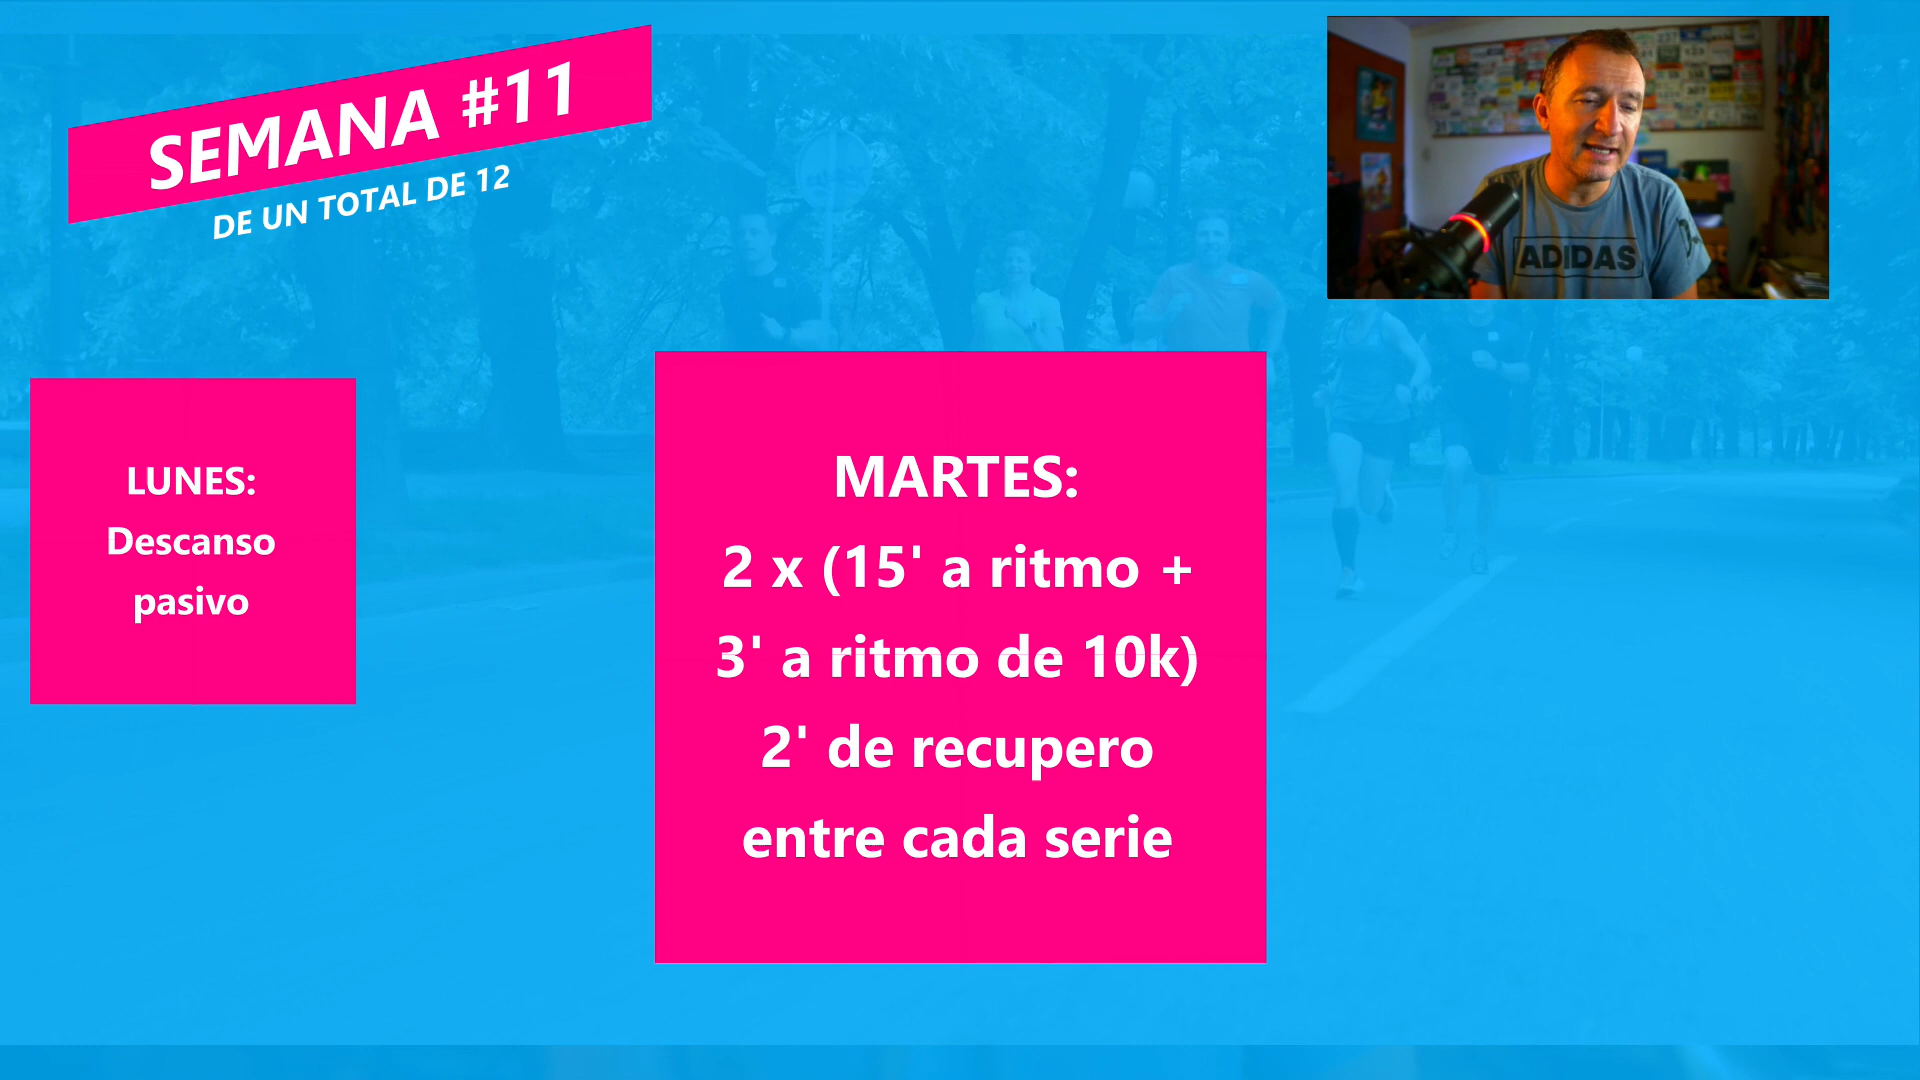 SEMANA #11
DE UN TOTAL DE 12
ADIDAS
LUNES:
Descanso
pasivo
MARTES:
2 x (15' a ritmo +
3' a ritmo de 10k)
2' de recupero
entre cada serie